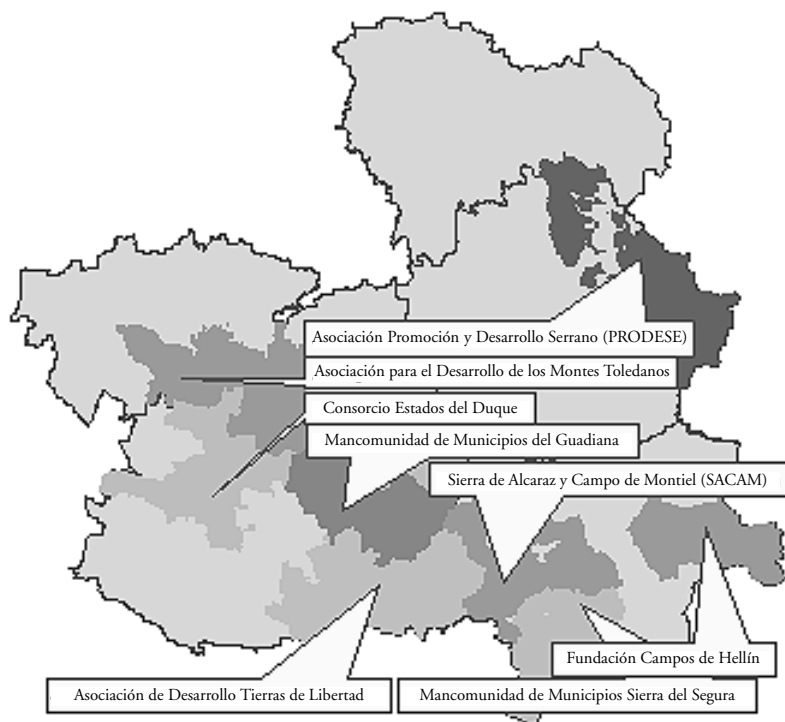 Asociación Promoción y Desarrollo Serrano (PRODESE)
Asociación para el Desarrollo de los Montes Toledanos
Consorcio Estados del Duque
Mancomunidad de Municipios del Guadiana
Sierra de Alcaraz y Campo de Montiel (SACAM)
Fundación Campos de Hellín
Asociación de Desarrollo Tierras de Libertad
Mancomunidad de Municipios Sierra del Segura